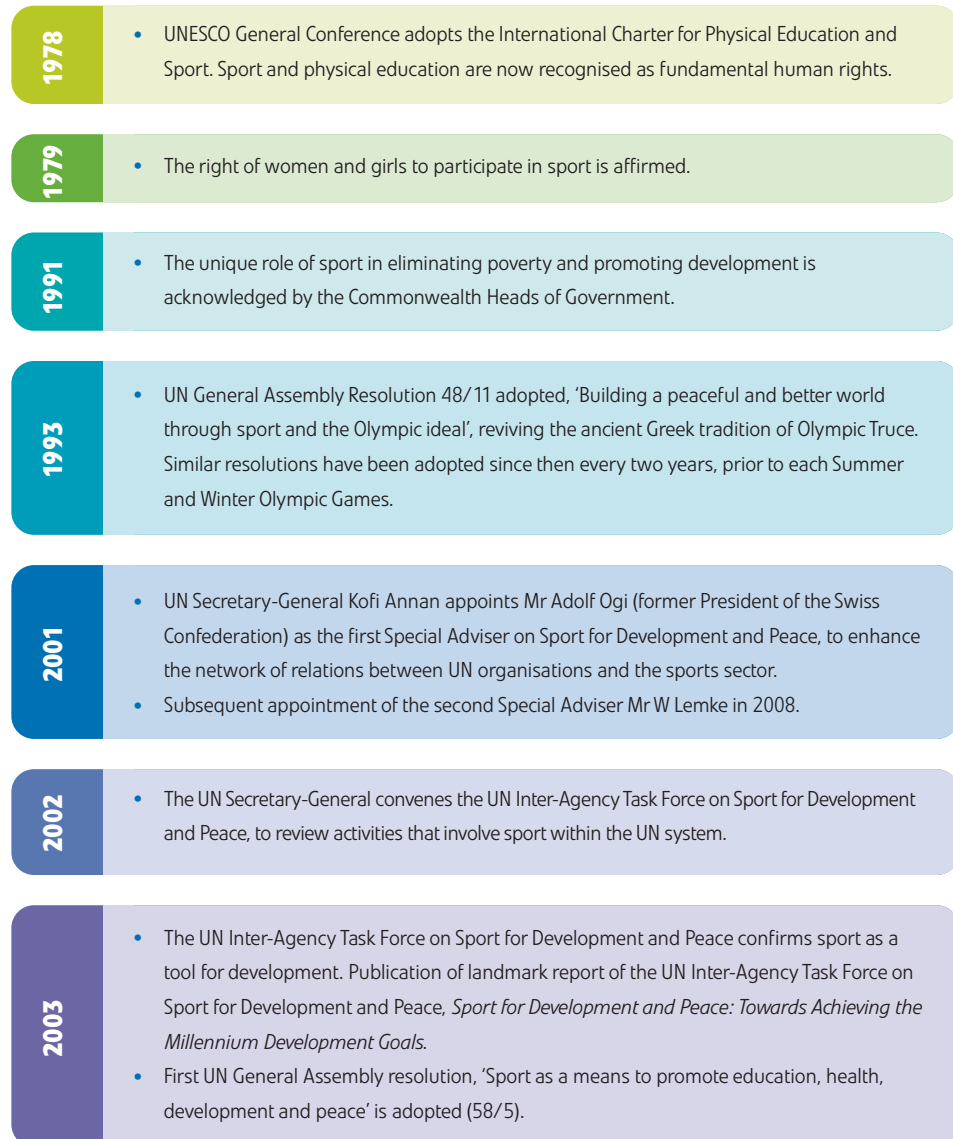 1978
• UNESCO General Conference adopts the International Charter for Physical Education and
Sport. Sport and physical education are now recognised as fundamental human rights.
1979
• The right of women and girls to participate in sport is affirmed.
1991
• The unique role of sport in eliminating poverty and promoting development is
acknowledged by the Commonwealth Heads of Government.
1993
• UN General Assembly Resolution 48/11 adopted, ‘Building a peaceful and better world
through sport and the Olympic ideal’, reviving the ancient Greek tradition of Olympic Truce.
Similar resolutions have been adopted since then every two years, prior to each Summer
and Winter Olympic Games.
2001
• UN Secretary-General Kofi Annan appoints Mr Adolf Ogi (former President of the Swiss
Confederation) as the first Special Adviser on Sport for Development and Peace, to enhance
the network of relations between UN organisations and the sports sector.
• Subsequent appointment of the second Special Adviser Mr W Lemke in 2008.
2002
• The UN Secretary-General convenes the UN Inter-Agency Task Force on Sport for Development
and Peace, to review activities that involve sport within the UN system.
2003
• The UN Inter-Agency Task Force on Sport for Development and Peace confirms sport as a
tool for development. Publication of landmark report of the UN Inter-Agency Task Force on
Sport for Development and Peace, Sport for Development and Peace: Towards Achieving the
Millennium Development Goals.
• First UN General Assembly resolution, ‘Sport as a means to promote education, health,
development and peace’ is adopted (58/5).